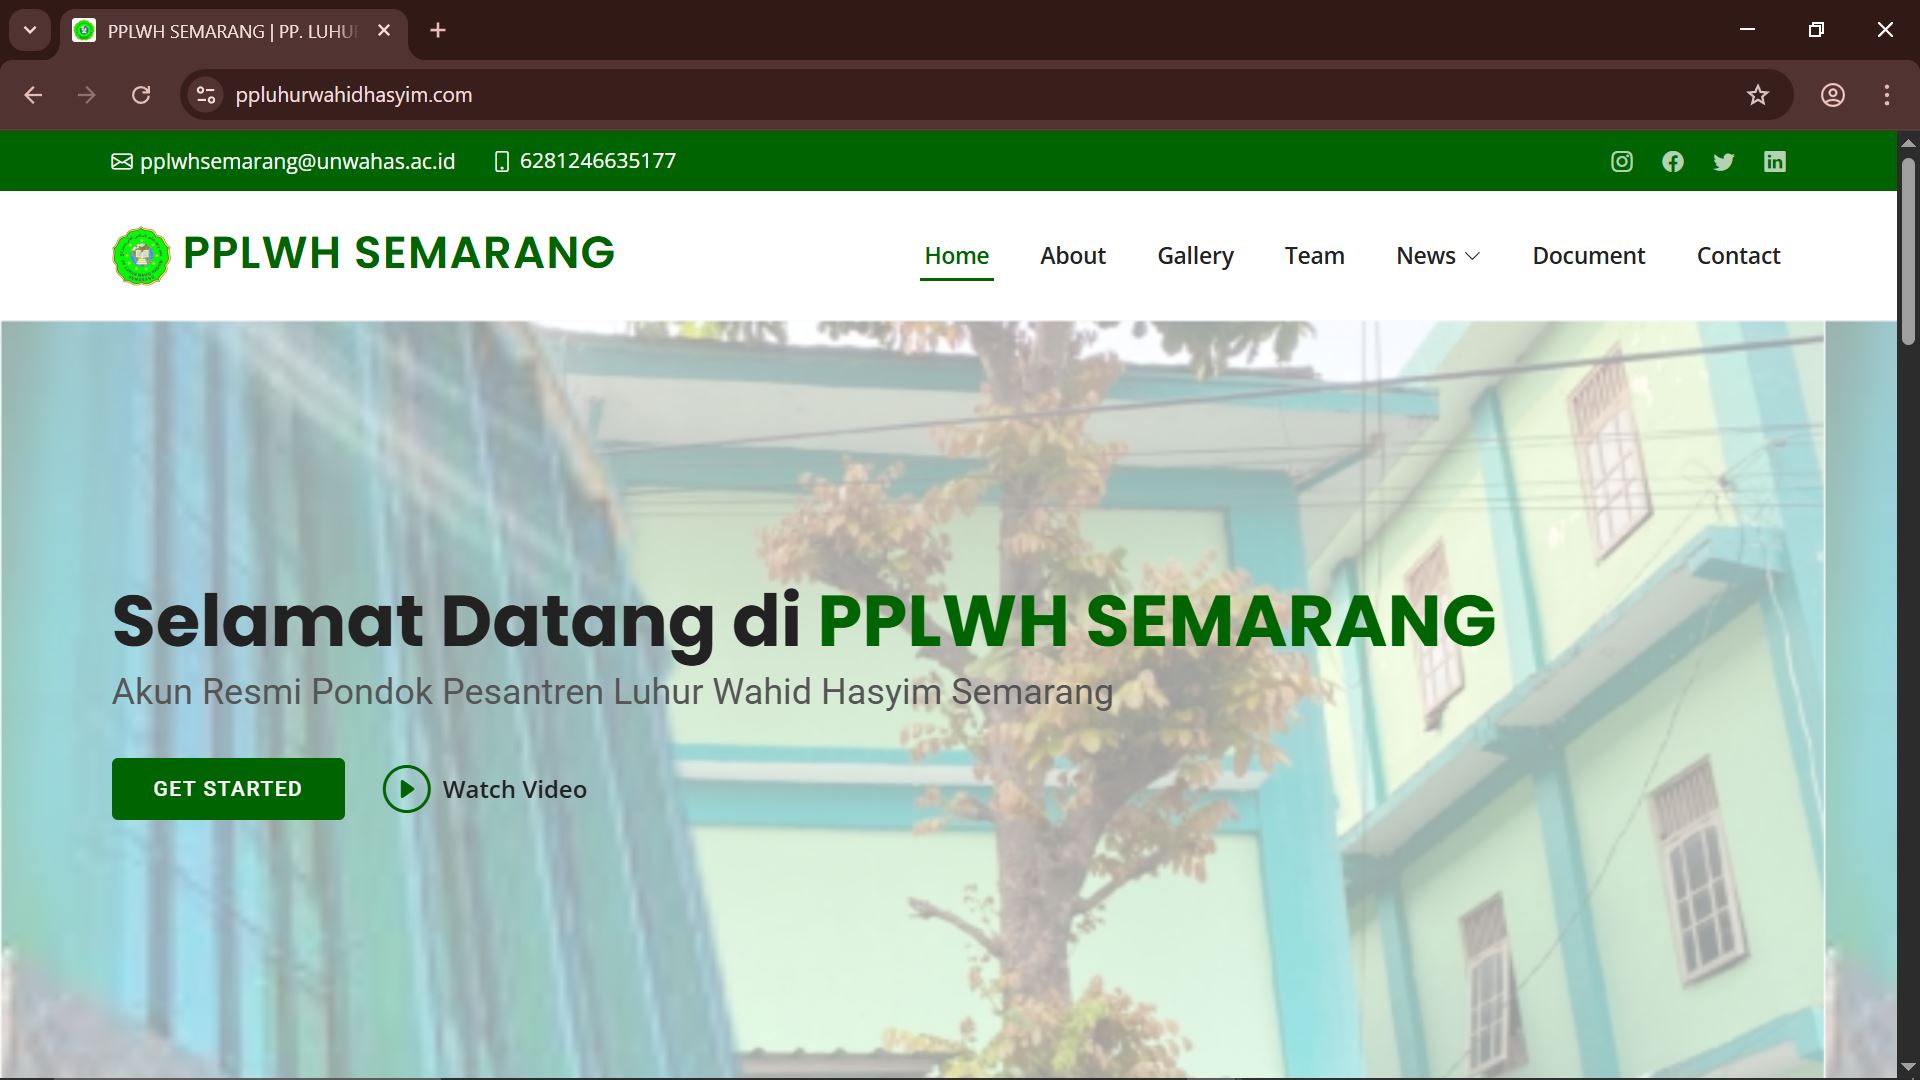 PPLWH SEMARANG | PP. LUHU
ppluhurwahidhasyim.com
pplwhsemarang@unwahas.ac.id 6281246635177
PPLWH SEMARANG
Home About Gallery Team News Document Contact
Selamat Datang di PPLWH SEMARANG
Akun Resmi Pondok Pesantren Luhur Wahid Hasyim Semarang
GET STARTED Watch Video